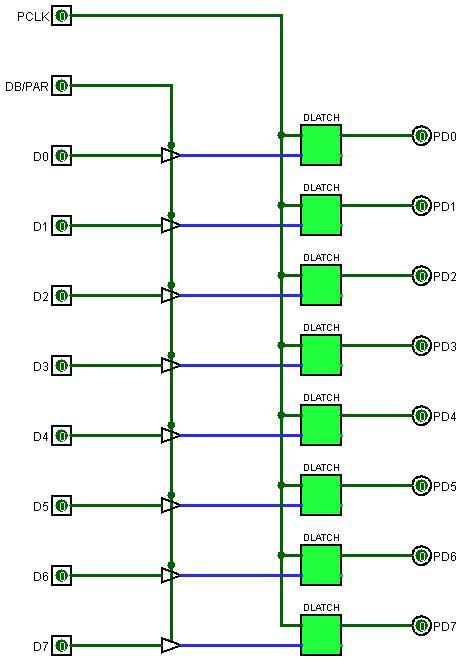 PCLK 0
DB/PAR 0
DLATCH
D0 0 0 PD0
DLATCH
D1 0 0 PD1
DLATCH
D2 0 0 PD2
DLATCH
D3 0 0 PD3
DLATCH
D4 0 0 PD4
DLATCH
D5 0 0 PD5
DLATCH
D6 0 0 PD6
DLATCH
D7 0 0 PD7